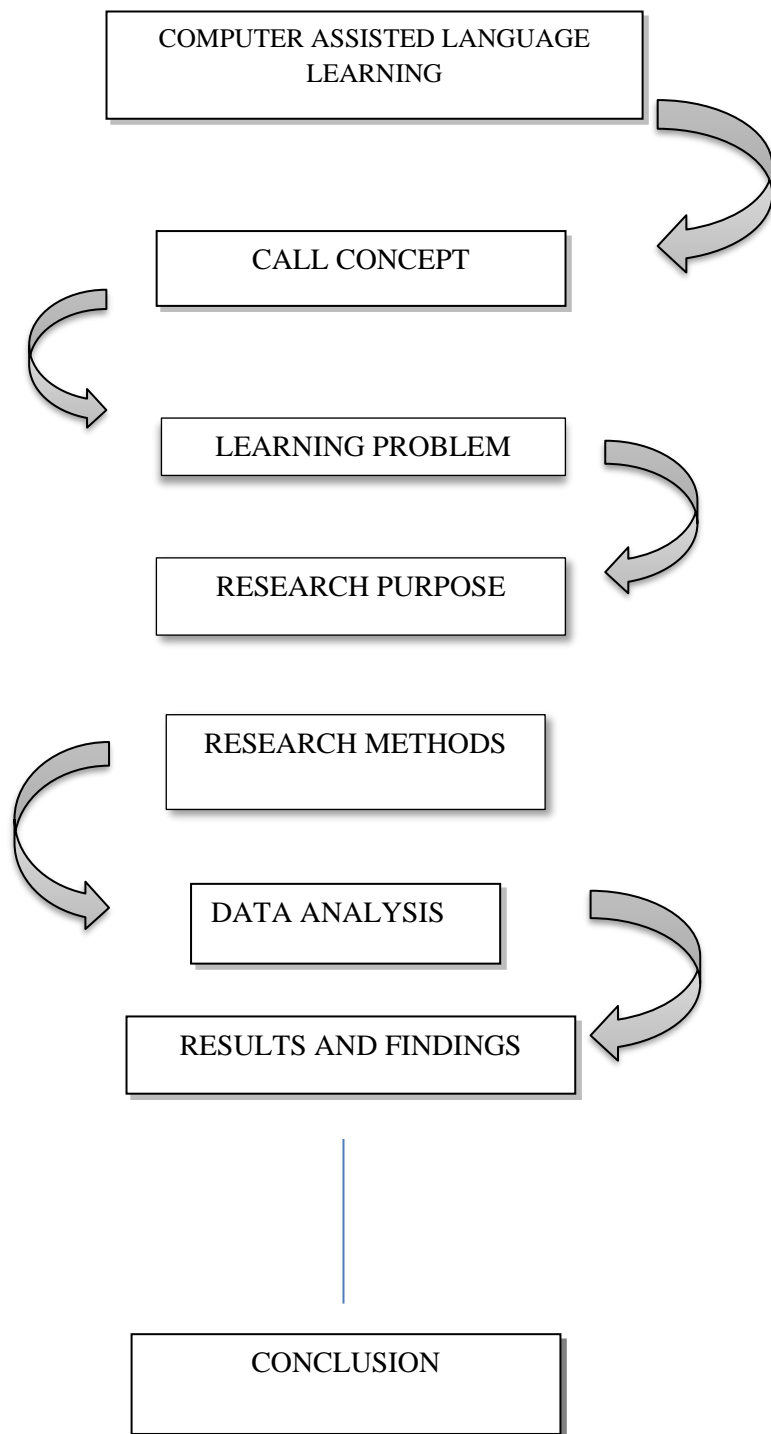 COMPUTER ASSISTED LANGUAGE
LEARNING
CALL CONCEPT
LEARNING PROBLEM
RESEARCH PURPOSE
RESEARCH METHODS
DATA ANALYSIS
RESULTS AND FINDINGS
CONCLUSION